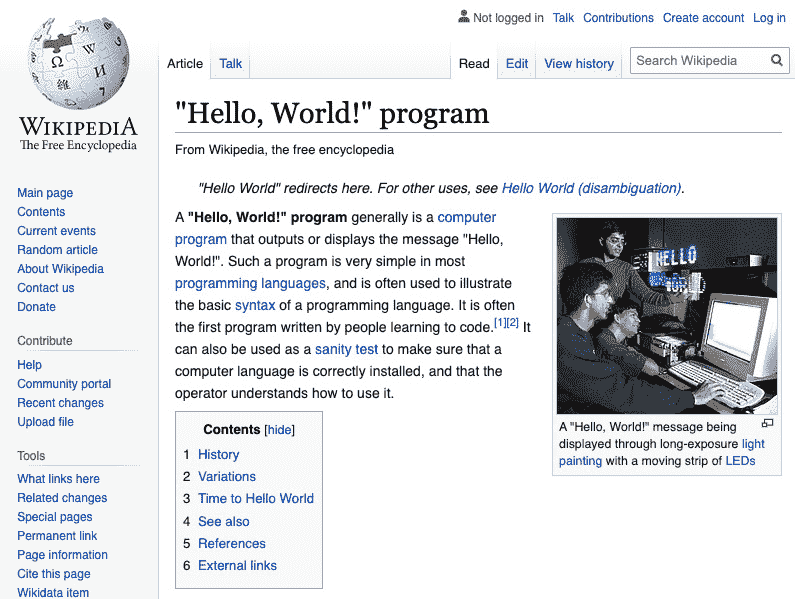 Not logged in Talk Contributions Create account Log in
Article Talk Read Edit View history Search Wikipedia
WIKIPEDIA
The Free Encyclopedia
Main page
Contents
Current events
Random article
About Wikipedia
Contact us
Donate
Contribute
Help
Community portal
Recent changes
Upload file
Tools
What links here
Related changes
Special pages
Permanent link
Page information
Cite this page
Wikidata item
"Hello, World!" program
From Wikipedia, the free encyclopedia
"Hello World" redirects here. For other uses, see Hello World (disambiguation).
A "Hello, World!" program generally is a computer
program that outputs or displays the message "Hello,
World!". Such a program is very simple in most
programming languages, and is often used to illustrate
the basic syntax of a programming language. It is often
the first program written by people learning to code.[1][2] It
can also be used as a sanity test to make sure that a
computer language is correctly installed, and that the
operator understands how to use it.
HELLO
A "Hello, World!" message being
displayed through long-exposure light
painting with a moving strip of LEDs
Contents [hide]
1 History
2 Variations
3 Time to Hello World
4 See also
5 References
6 External links